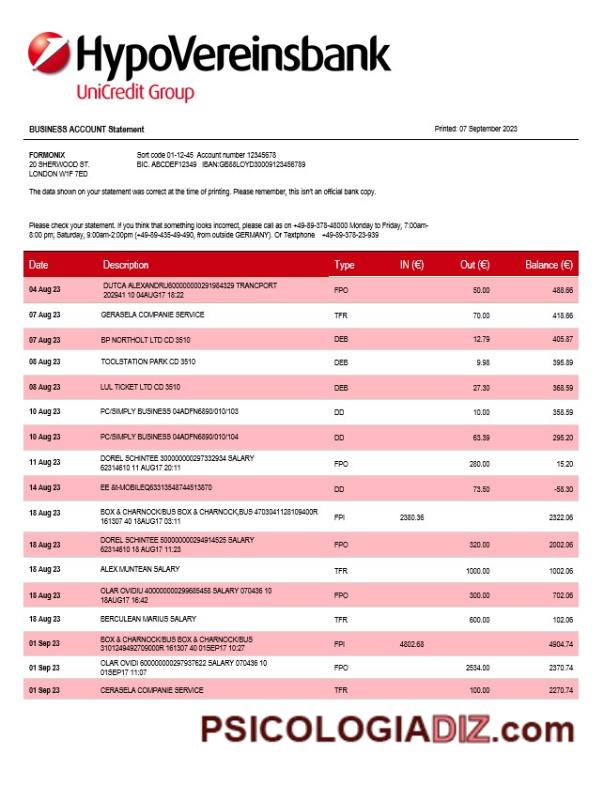 HypoVereinsbank
UniCredit Group
BUSINESS ACCOUNT Statement Printed: 07 September 2023
FORMONIX Sort code 01-12-45 Account number 12345678
20 SHERWOOD ST. BIC. ABCDEF12349 IBAN:GB88LOYD30009123456789
LONDON W1F 7ED
The data shown on your statement was correct at the time of printing. Please remember, this isn't an official bank copy.
Please check your statement. If you think that something looks incorrect, please call as on +49-89-378-48000 Monday to Friday, 7:00am-
8:00 pm; Saturday, 9:00am-2:00pm (+49-89-435-49-490, from outside GERMANY). Or Textphone +49-89-378-23-939
Date Description Type IN (€) Out (€) Balance (€)
04 Aug 23 DUTCA ALEXANDRU600000000291984329 TRANCPORT
202941 10 04AUG17 18:22 FPO 50.00 488.66
07 Aug 23 GERASELA COMPANIE SERVICE TFR 70.00 418.66
07 Aug 23 BP NORTHOLT LTD CD 3510 DEB 12.79 405.87
08 Aug 23 TOOLSTATION PARK CD 3510 DEB 9.98 395.89
08 Aug 23 LUL TICKET LTD CD 3510 DEB 27.30 368.59
10 Aug 23 PC/SIMPLY BUSINESS 04ADFN6890/010/103 DD 10.00 358.59
10 Aug 23 PC/SIMPLY BUSINESS 04ADFN6890/010/104 DD 63.39 295.20
11 Aug 23 DOREL SCHINTEE 300000000297332934 SALARY
62314610 11 AUG17 20:11 FPO 280.00 15.20
14 Aug 23 EE &t-MOBILEQ63313548744513870 DD 73.50 -58.30
18 Aug 23 BOX & CHARNOCK/BUS BOX & CHARNOCK,BUS 4703041128109400R
161307 40 18AUG17 03:11 FPI 2380.36 2322.06
18 Aug 23 DOREL SCHINTEE 500000000294914525 SALARY
62314610 18 AUG17 11:23 FPO 320.00 2002.06
18 Aug 23 ALEX MUNTEAN SALARY TFR 1000.00 1002.06
18 Aug 23 OLAR OVIDIU 400000000299685458 SALARY 070436 10
18AUG17 16:42 FPO 300.00 702.06
18 Aug 23 BERCULEAN MARIUS SALARY TFR 600.00 102.06
01 Sep 23 BOX & CHARNOCK/BUS BOX & CHARNOCK/BUS
3101249492709000R 161307 40 01SEP17 10:27 FPI 4802.68 4904.74
01 Sep 23 OLAR OVIDI 600000000297937622 SALARY 070436 10
01SEP17 11:07 FPO 2534.00 2370.74
01 Sep 23 CERASELA COMPANIE SERVICE TFR 100.00 2270.74
PSICOLOGIADIZ.com